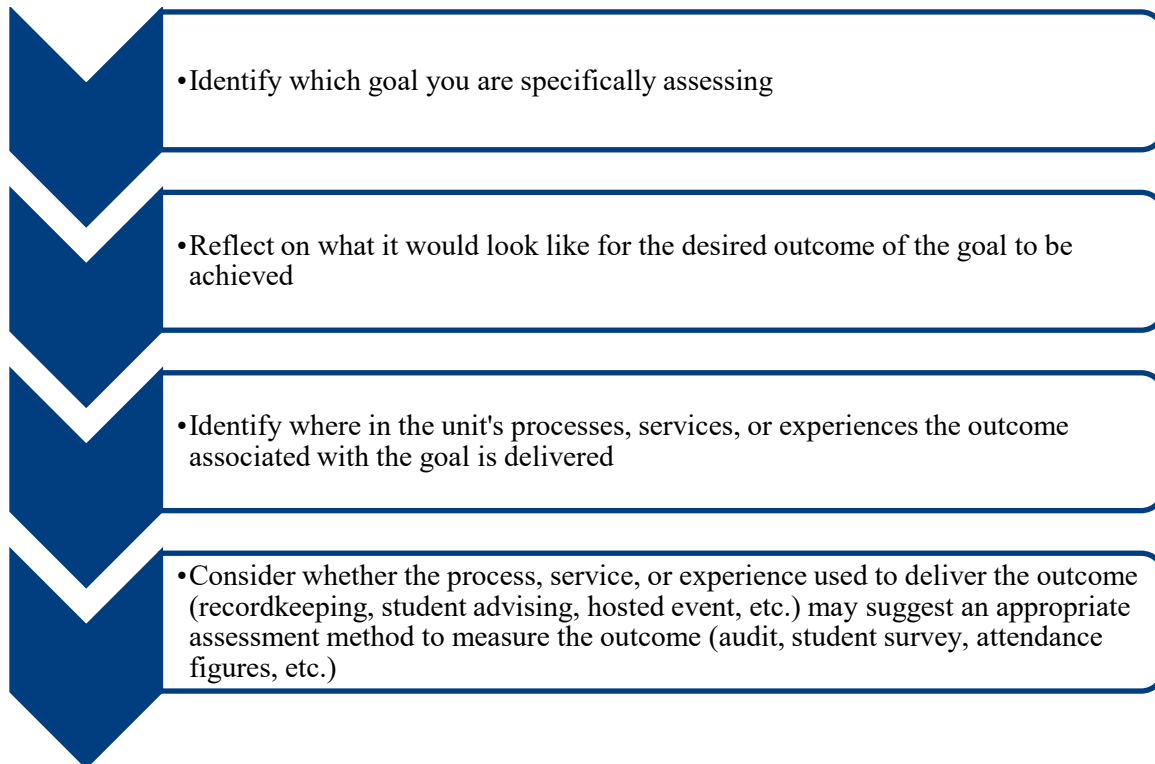 •Identify which goal you are specifically assessing
•Reflect on what it would look like for the desired outcome of the goal to be
achieved
•Identify where in the unit's processes, services, or experiences the outcome
associated with the goal is delivered
•Consider whether the process, service, or experience used to deliver the outcome
(recordkeeping, student advising, hosted event, etc.) may suggest an appropriate
assessment method to measure the outcome (audit, student survey, attendance
figures, etc.)